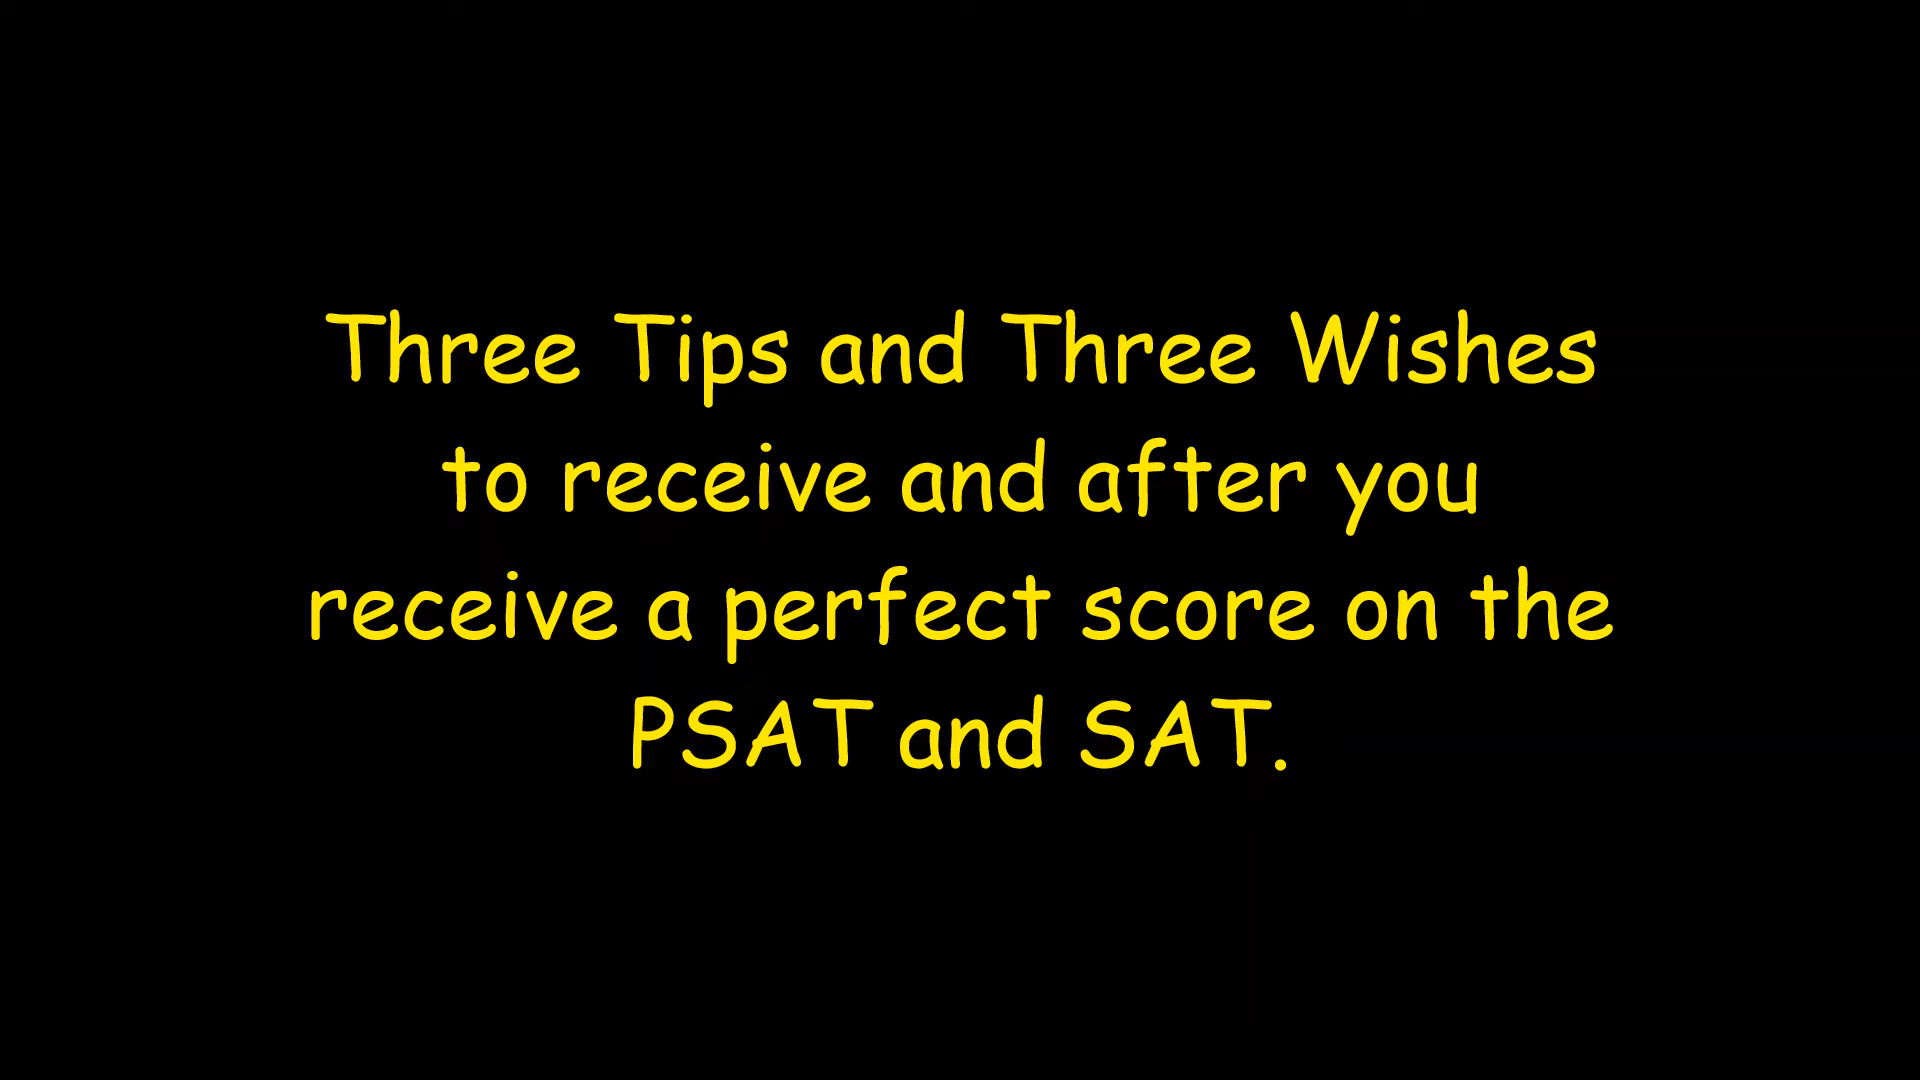 Three Tips and Three Wishes
to receive and after you
receive a perfect score on the
PSAT and SAT.